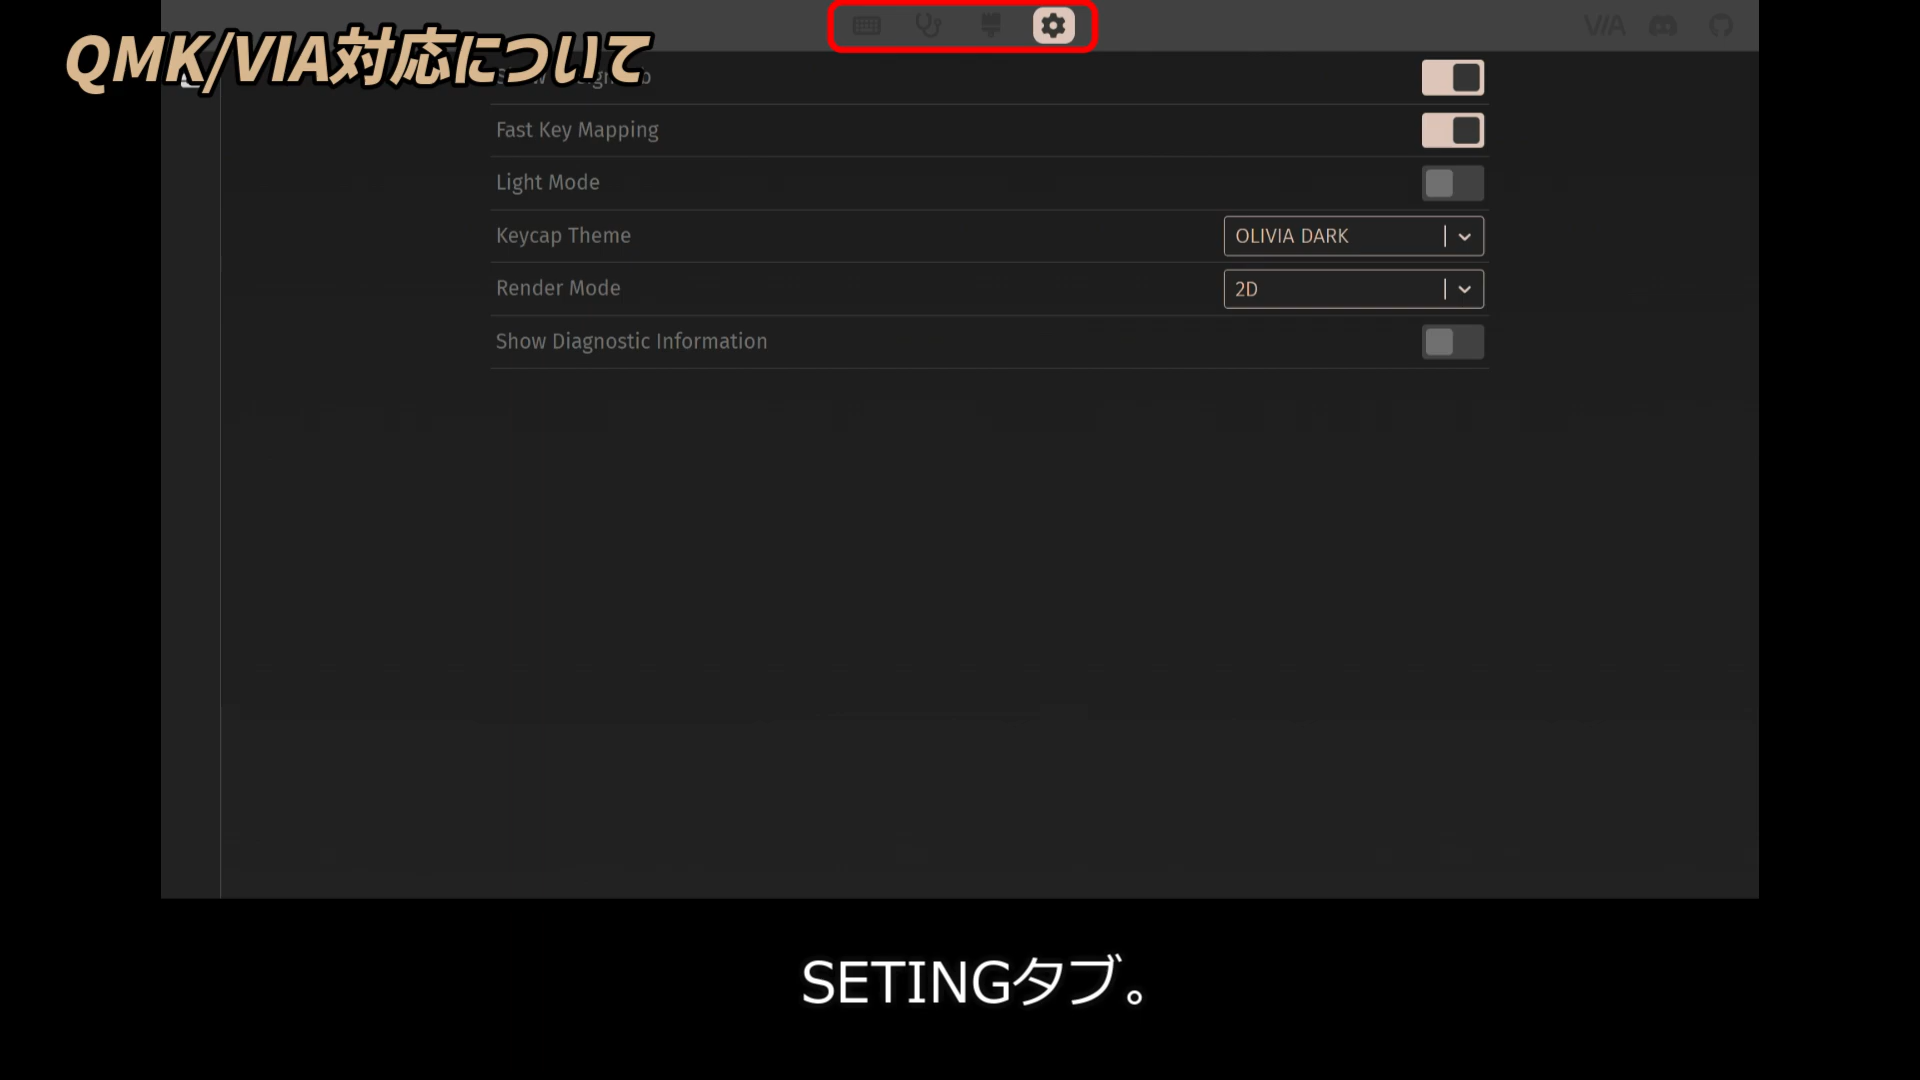 QMK/VIA対応について
VIA
Fast Key Mapping
Light Mode
Keycap Theme
OLIVIA DARK
Render Mode
2D
Show Diagnostic Information
SETINGタブ。